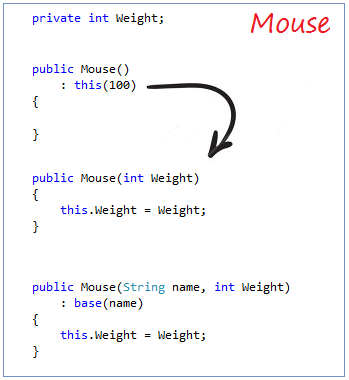 private int Weight;
Mouse
public Mouse()
: this(100)
{
}
public Mouse(int Weight)
{
this.Weight = Weight;
}
public Mouse(String name, int Weight)
: base(name)
{
this.Weight = Weight;
}